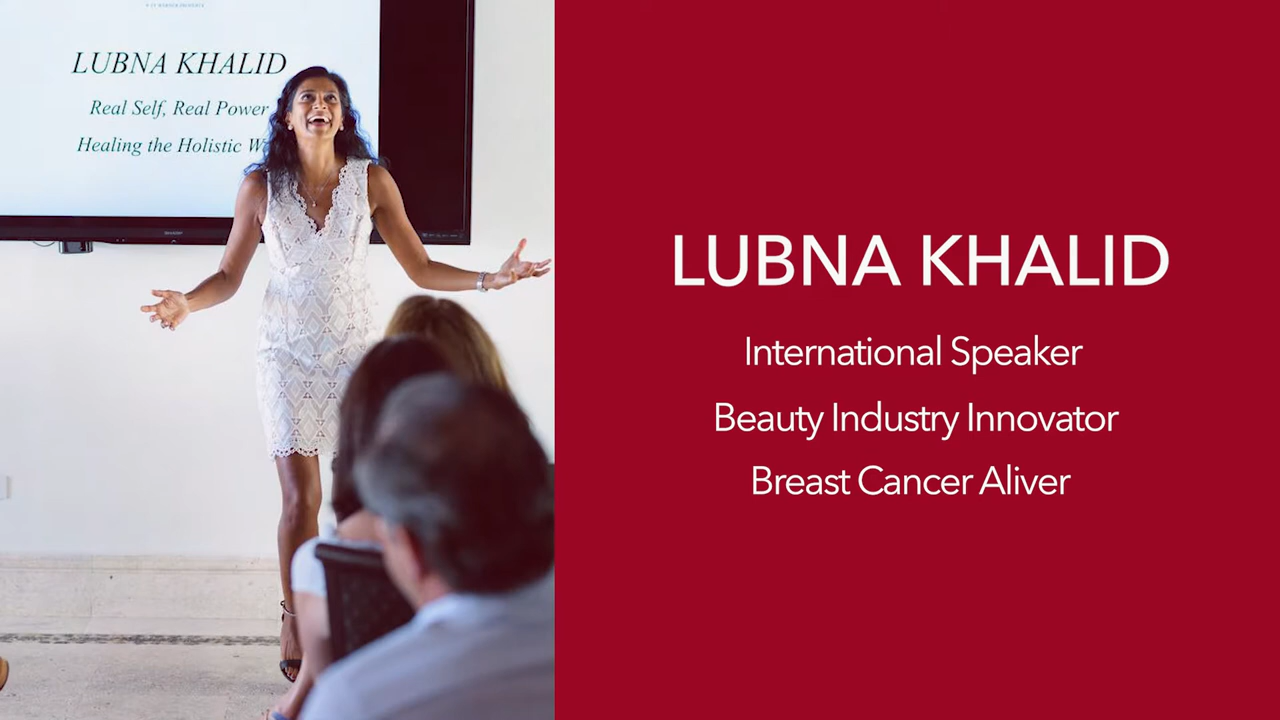 LUBNA KHALID
Real Self, Real Power
Healing the Holistic
LUBNA KHALID
International Speaker
Beauty Industry Innovator
Breast Cancer Aliver